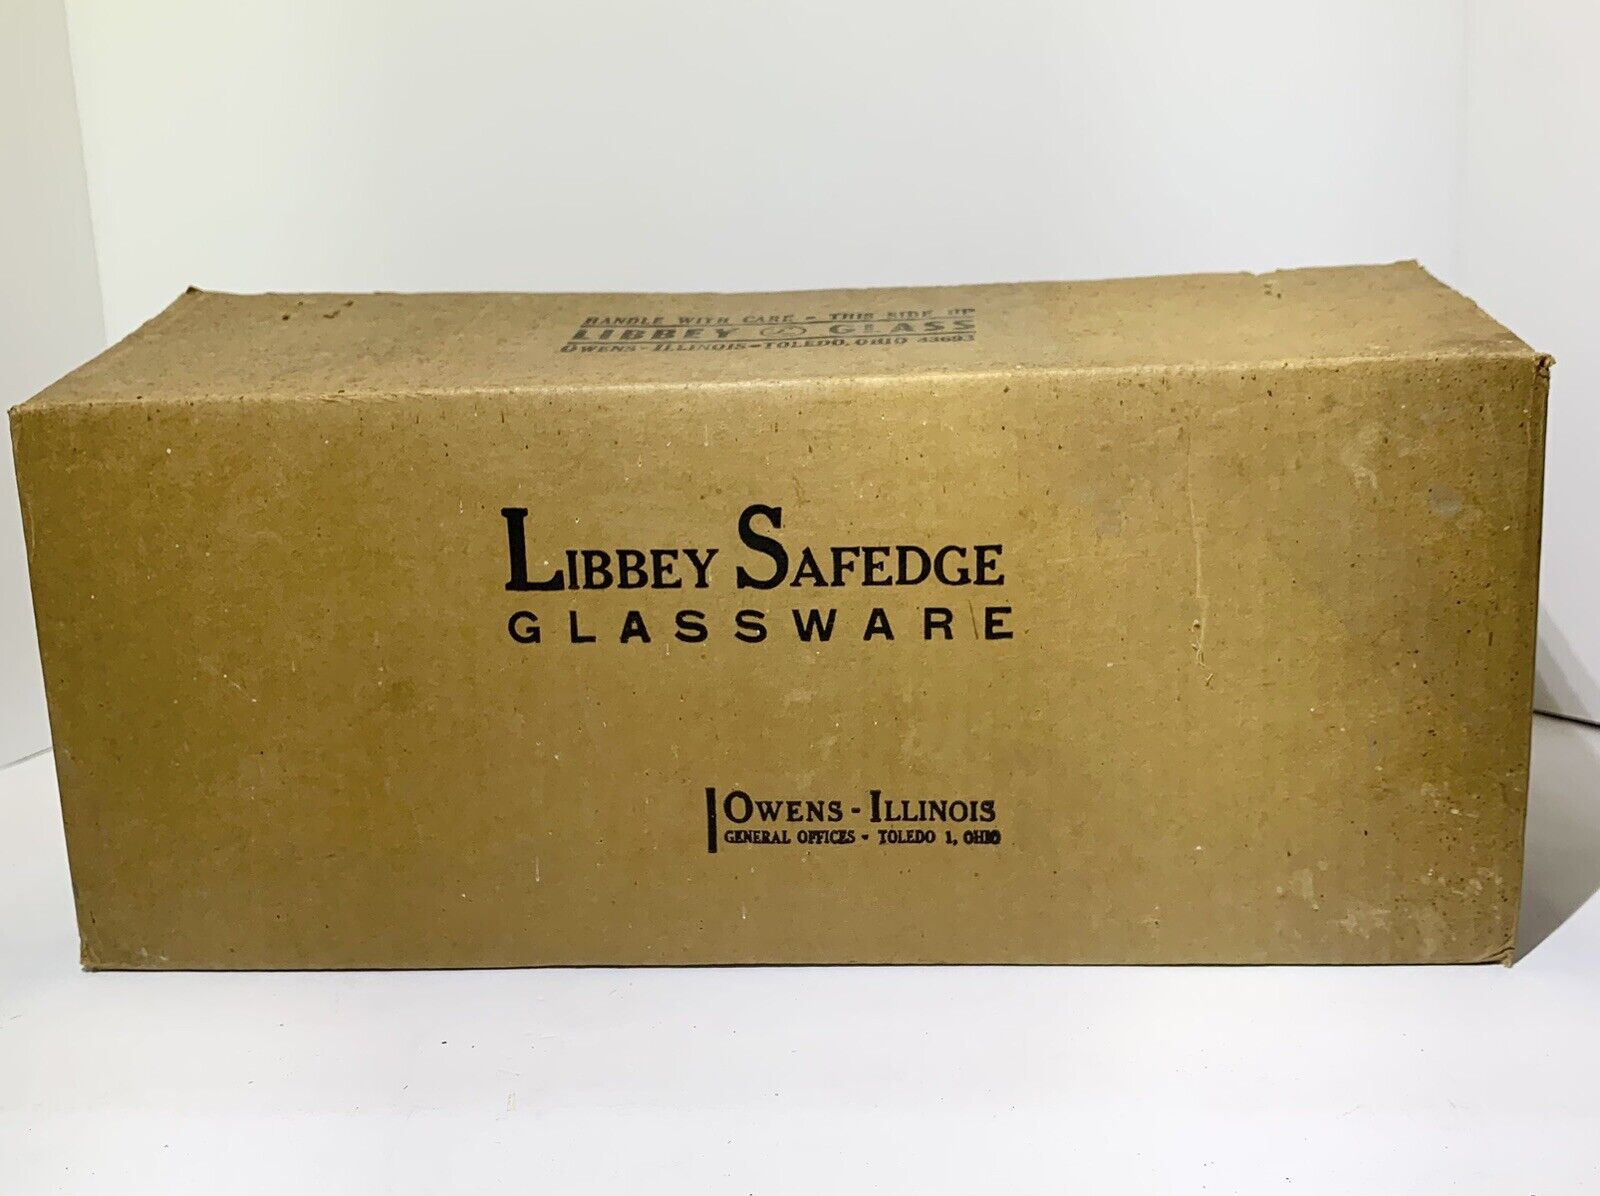 HANDLE WITH CARE - THIS SIDE UP
LIBBEY GLASS
OWENS-ILLINOIS-TOLEDO, OHIO 43693
LIBBEY SAFEDGE
GLASSWARE
OWENS-ILLINOIS
GENERAL OFFICES - TOLEDO 1, OHIO